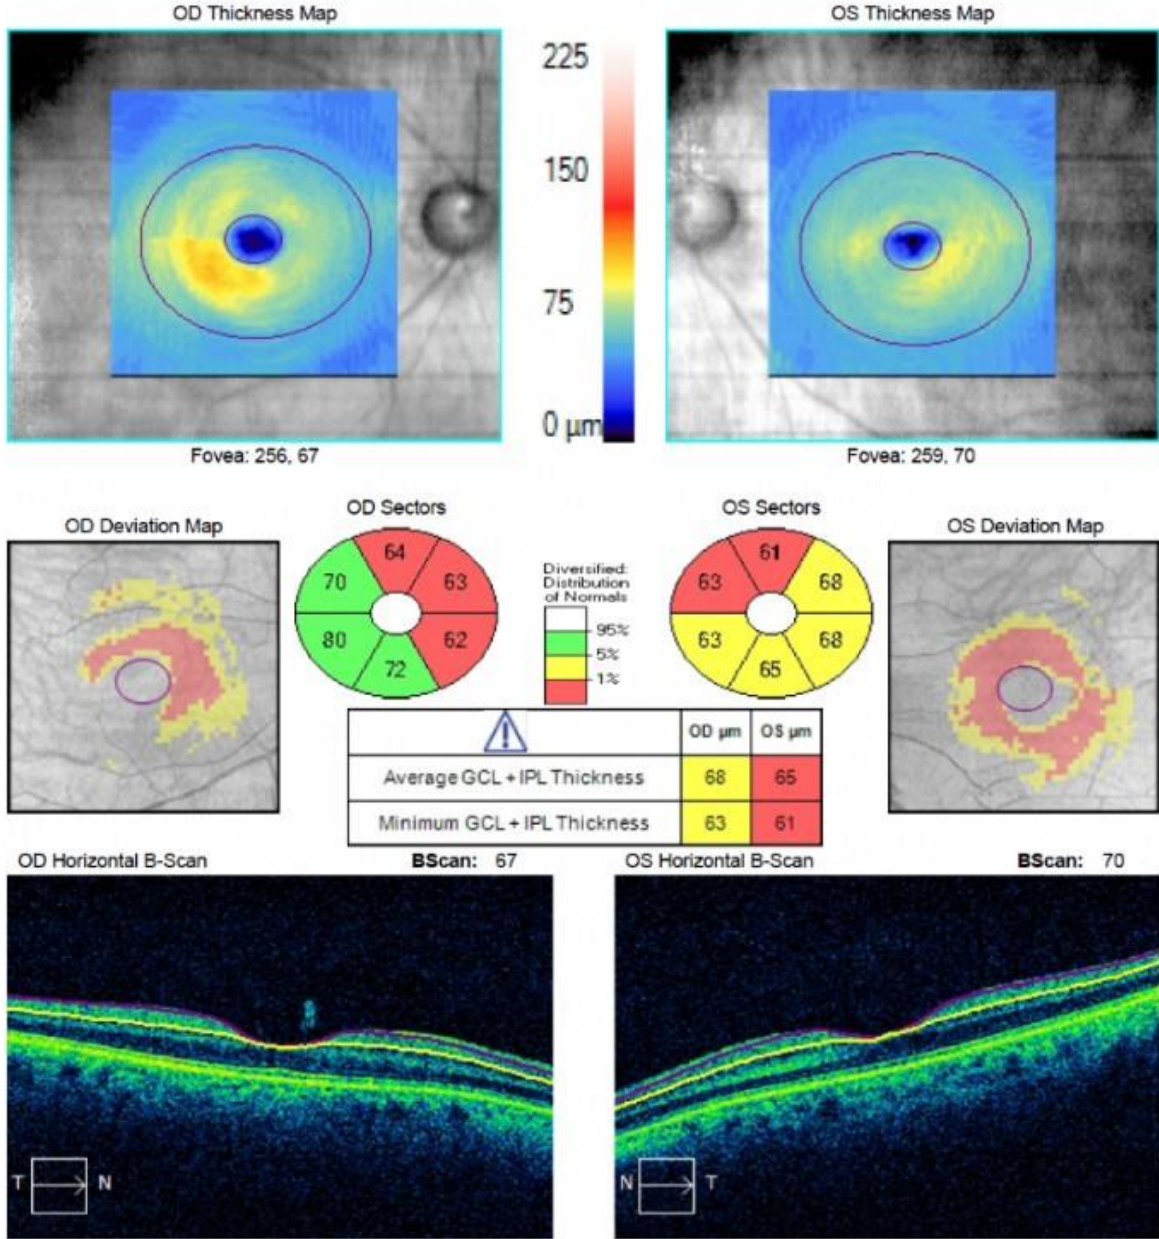 OD Thickness Map
OS Thickness Map
225
150
75
0 µm
Fovea: 256, 67
Fovea: 259, 70
OD Deviation Map
OD Sectors
OS Sectors
OS Deviation Map
64
63
62
72
80
70
Diversified:
Distribution
of Normals
95%
5%
1%
61
68
68
65
63
63
OD µm OS µm
Average GCL + IPL Thickness 68 65
Minimum GCL + IPL Thickness 63 61
OD Horizontal B-Scan BScan: 67
OS Horizontal B-Scan BScan: 70
T N
N T